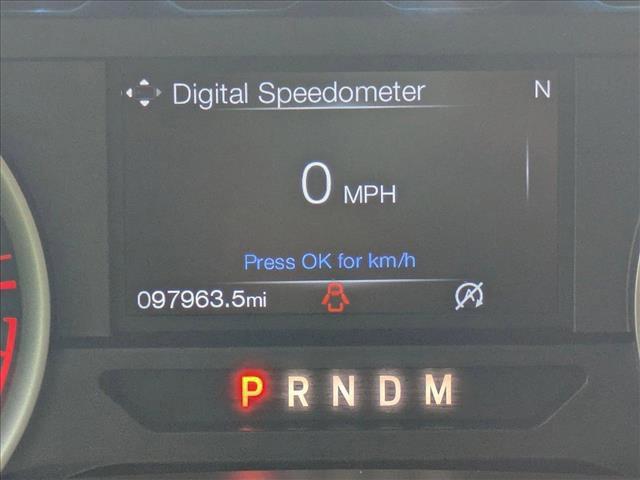 Digital Speedometer N
0 MPH
Press OK for km/h
097963.5mi
P R N D M